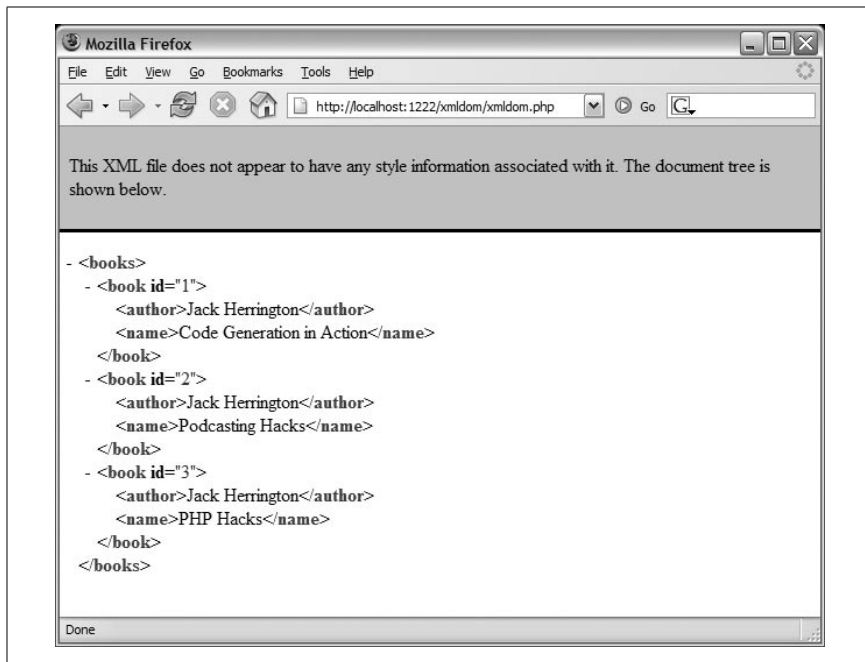 Mozilla Firefox
File Edit View Go Bookmarks Tools Help
http://localhost:1222/xmldom/xmldom.php Go G
This XML file does not appear to have any style information associated with it. The document tree is
shown below.
- <books>
- <book id="1">
<author>Jack Herrington</author>
<name>Code Generation in Action</name>
</book>
- <book id="2">
<author>Jack Herrington</author>
<name>Podcasting Hacks</name>
</book>
- <book id="3">
<author>Jack Herrington</author>
<name>PHP Hacks</name>
</book>
</books>
Done